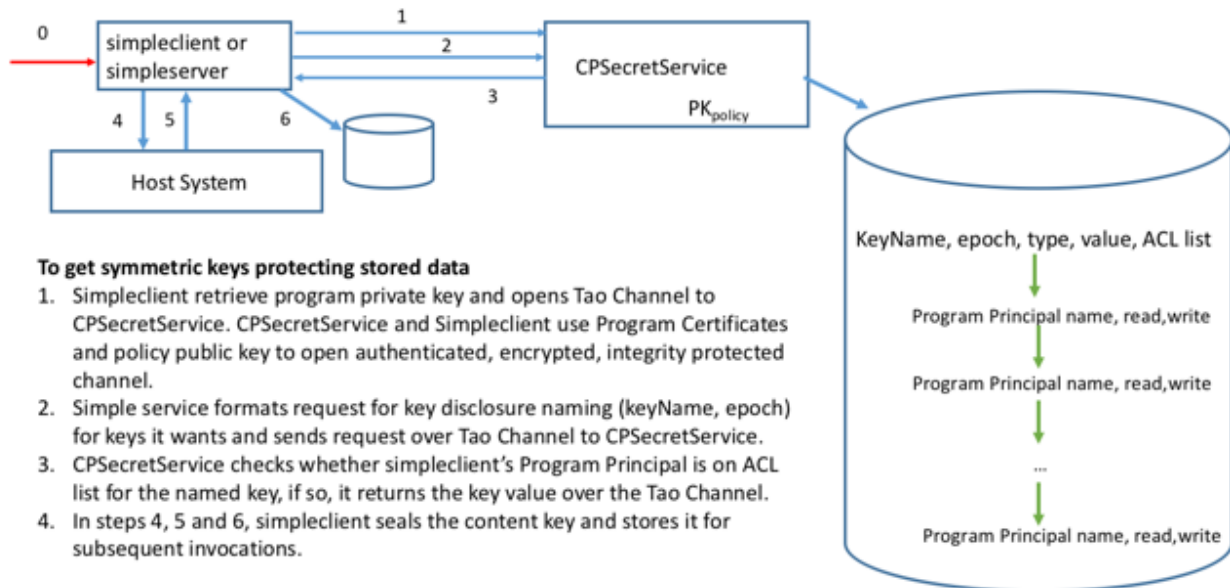 0
simpleclient or
simpleserver
1
2
3
CPSecretService
PKpolicy
4
5
6
Host System
KeyName, epoch, type, value, ACL list
Program Principal name, read,write
Program Principal name, read,write
...
Program Principal name, read,write
To get symmetric keys protecting stored data
1. Simpleclient retrieve program private key and opens Tao Channel to
CPSecretService. CPSecretService and Simpleclient use Program Certificates
and policy public key to open authenticated, encrypted, integrity protected
channel.
2. Simple service formats request for key disclosure naming (keyName, epoch)
for keys it wants and sends request over Tao Channel to CPSecretService.
3. CPSecretService checks whether simpleclient's Program Principal is on ACL
list for the named key, if so, it returns the key value over the Tao Channel.
4. In steps 4, 5 and 6, simpleclient seals the content key and stores it for
subsequent invocations.